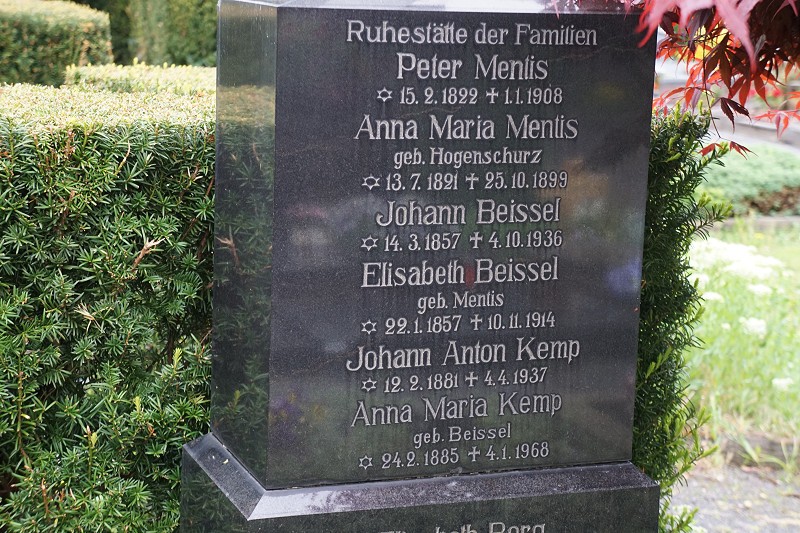 Ruhestätte der Familien
Peter Mentis
✡ 15. 2. 1822 ✝ 1.1. 1908
Anna Maria Mentis
geb. Hogenschurz
✡ 13. 7. 1821 ✝ 25. 10. 1899
Johann Beissel
✡ 14. 3. 1857 ✝ 4. 10. 1936
Elisabeth Beissel
geb. Mentis
✡ 22. 1. 1857 ✝ 10. 11. 1914
Johann Anton Kemp
✡ 12. 2. 1881 ✝ 4. 4. 1937
Anna Maria Kemp
geb. Beissel
✡ 24. 2. 1885 ✝ 4. 1. 1968
Elisabeth